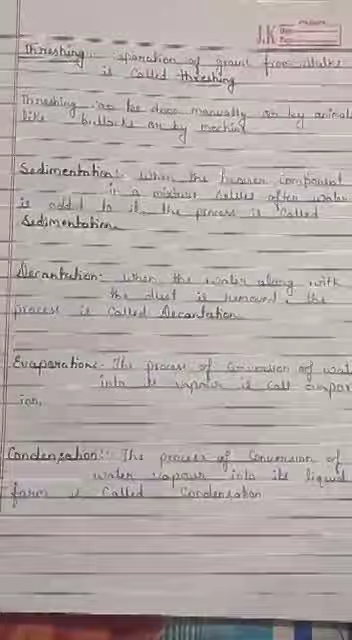 J.K
Threshing:- separation of grains from stalks
is called threshing
Threshing can be done manually or by animals
like bullocks or by machine
Sedimentation:- when the heavier component
in a mixture settles after water
is added to it, the process is called
Sedimentation.
Decantation:- when the water along with
the dust is removed, the
process is called Decantation
Evaporation:- The process of conversion of wat
into its vapour is call evapor
ion.
Condensation:- The process of conversion of
water vapour into its liquid
form is called Condensation